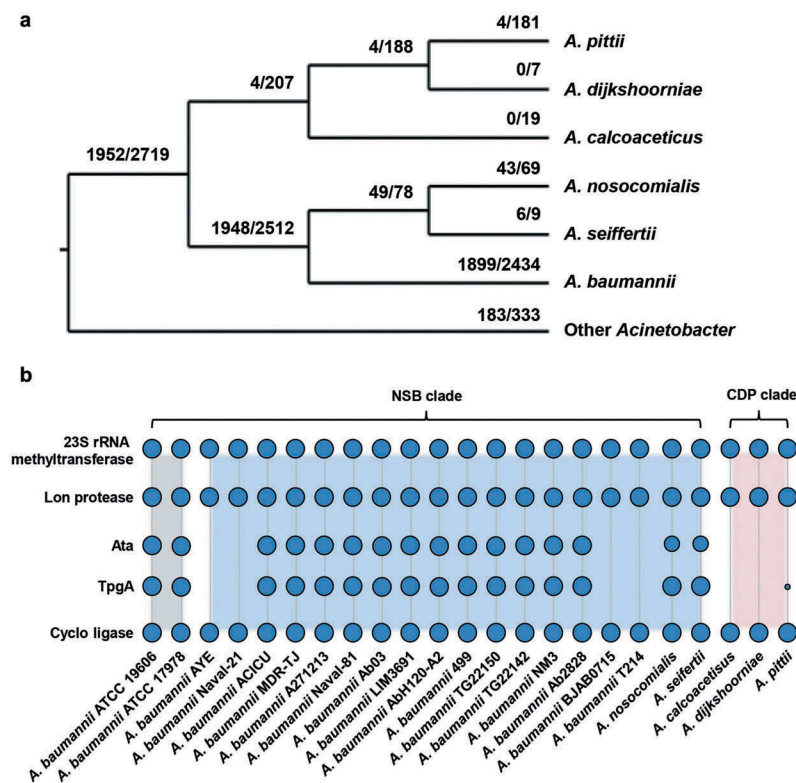 a
4/181
A. pittii
4/188
0/7
A. dijkshoorniae
4/207
0/19
A. calcoaceticus
1952/2719
43/69
A. nosocomialis
49/78
6/9
A. seiffertii
1948/2512
1899/2434
A. baumannii
183/333
Other Acinetobacter
b
NSB clade
CDP clade
23S rRNA
methyltransferase
Lon protease
Ata
TpgA
Cyclo ligase
A. baumannii ATCC 19606
A. baumannii ATCC 17978
A. baumannii AYE
A. baumannii Naval-21
A. baumannii ACICU
A. baumannii MDR-TJ
A. baumannii A271213
A. baumannii Naval-81
A. baumannii Ab03
A. baumannii LIM3691
A. baumannii AbH120-A2
A. baumannii 499
A. baumannii TG22150
A. baumannii TG22142
A. baumannii NM3
A. baumannii Ab2828
A. baumannii BJAB0715
A. baumannii T214
A. nosocomialis
A. seifertii
A. calcoacetisus
A. dijkshoorniae
A. pittii